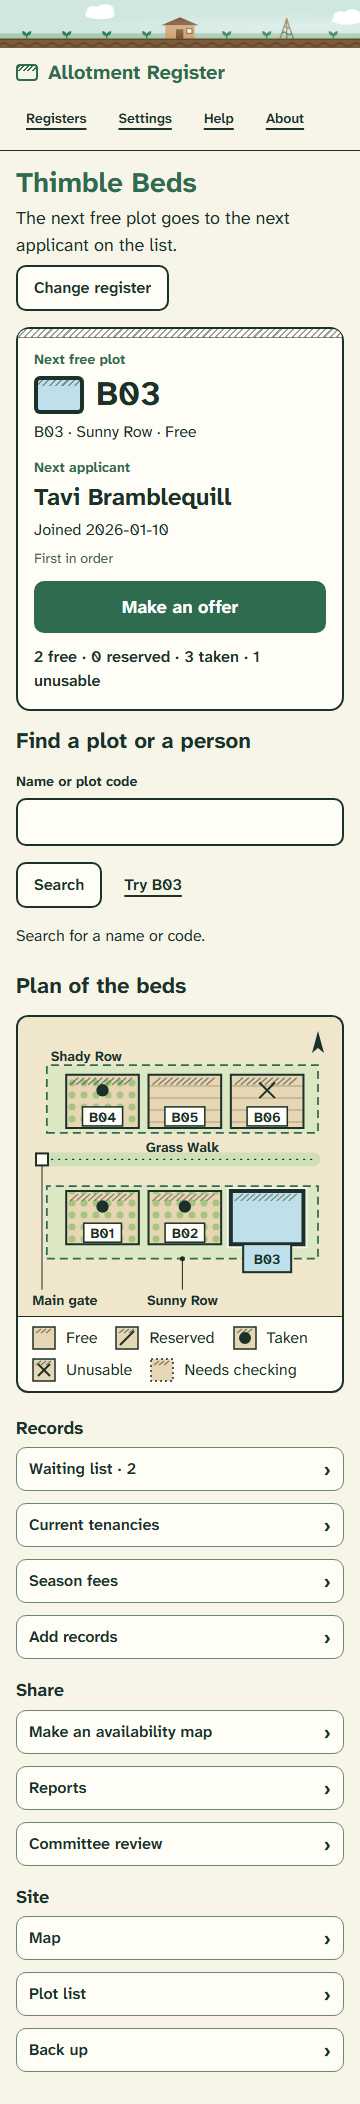 Allotment Register
Registers Settings Help About
Thimble Beds
The next free plot goes to the next
applicant on the list.
Change register
Next free plot
B03
B03 · Sunny Row · Free
Next applicant
Tavi Bramblequill
Joined 2026-01-10
First in order
Make an offer
2 free · 0 reserved · 3 taken · 1
unusable
Find a plot or a person
Name or plot code
Search Try B03
Search for a name or code.
Plan of the beds
Shady Row
B04 B05 B06
Grass Walk
B01 B02 B03
Main gate Sunny Row
Free Reserved Taken
Unusable Needs checking
Records
Waiting list · 2 ›
Current tenancies ›
Season fees ›
Add records ›
Share
Make an availability map ›
Reports ›
Committee review ›
Site
Map ›
Plot list ›
Back up ›